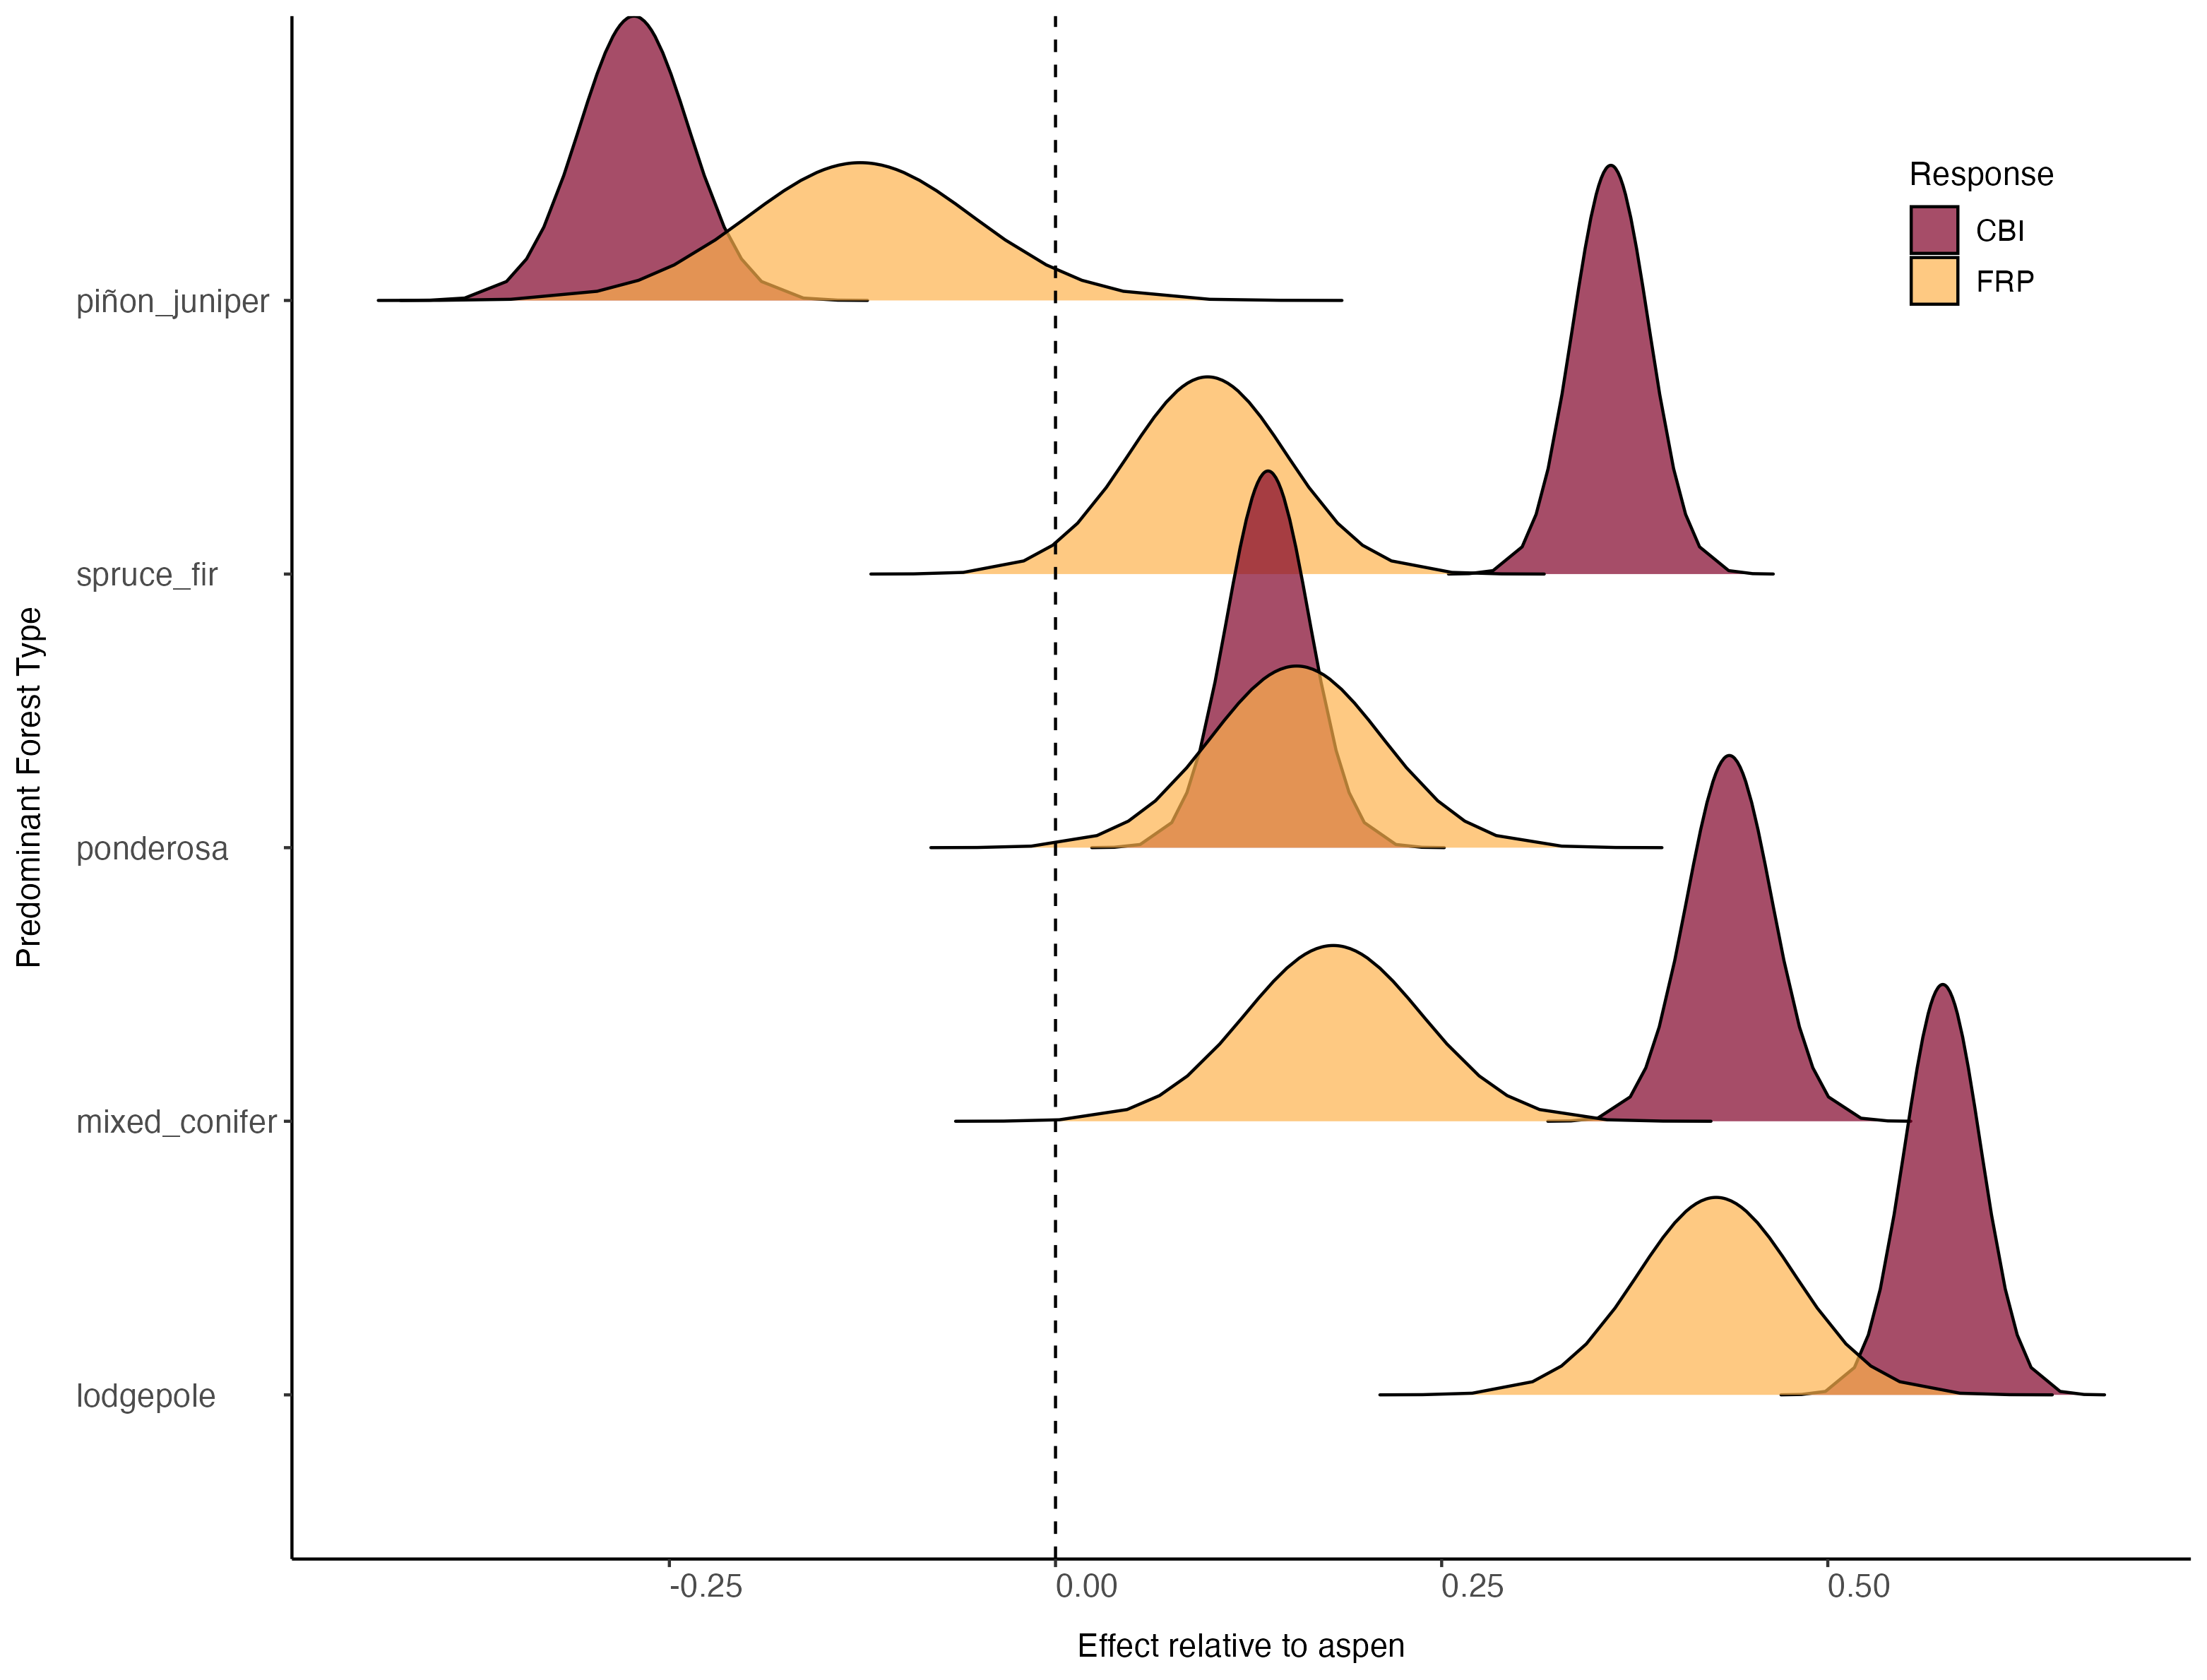 Response
CBI
FRP
piñon_juniper
spruce_fir
ponderosa
mixed_conifer
lodgepole
Predominant Forest Type
-0.25
0.00
0.25
0.50
Effect relative to aspen